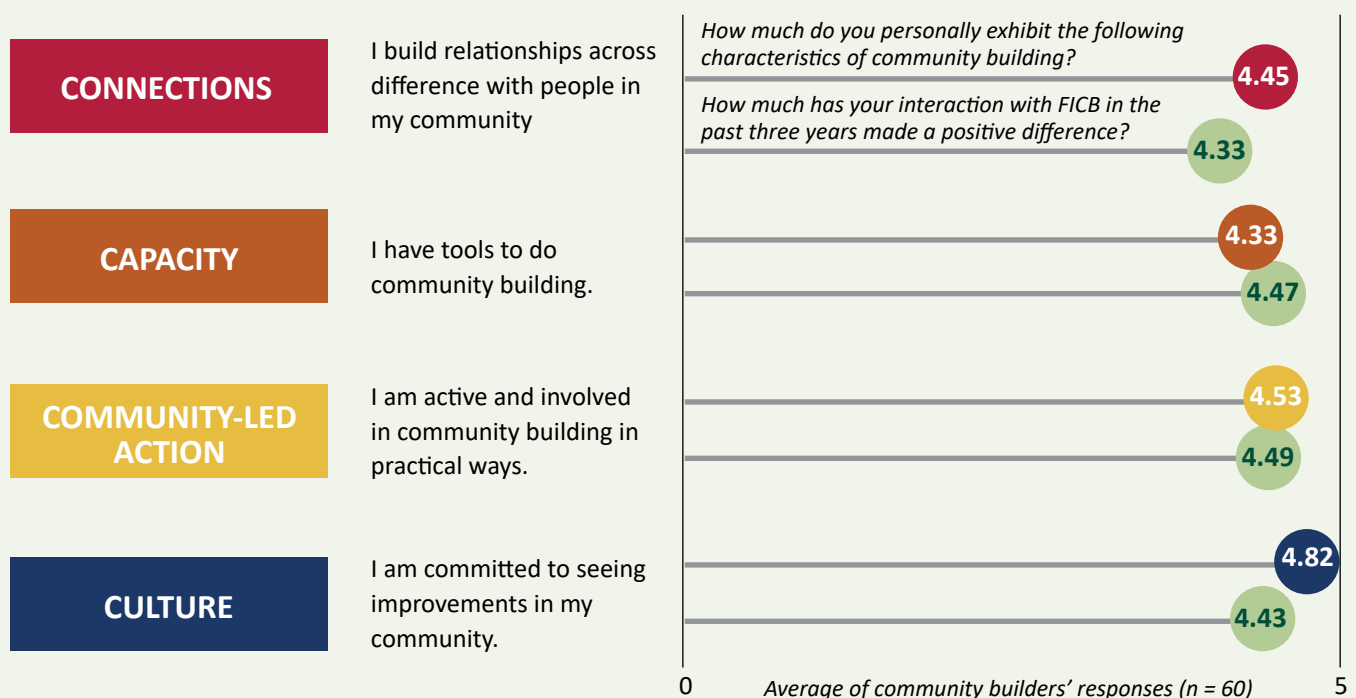 CONNECTIONS
I build relationships across
difference with people in
my community
How much do you personally exhibit the following
characteristics of community building?
4.45
How much has your interaction with FICB in the
past three years made a positive difference?
4.33
CAPACITY
I have tools to do
community building.
4.33
4.47
COMMUNITY-LED
ACTION
I am active and involved
in community building in
practical ways.
4.53
4.49
CULTURE
I am committed to seeing
improvements in my
community.
4.82
4.43
0
Average of community builders' responses (n = 60)
5